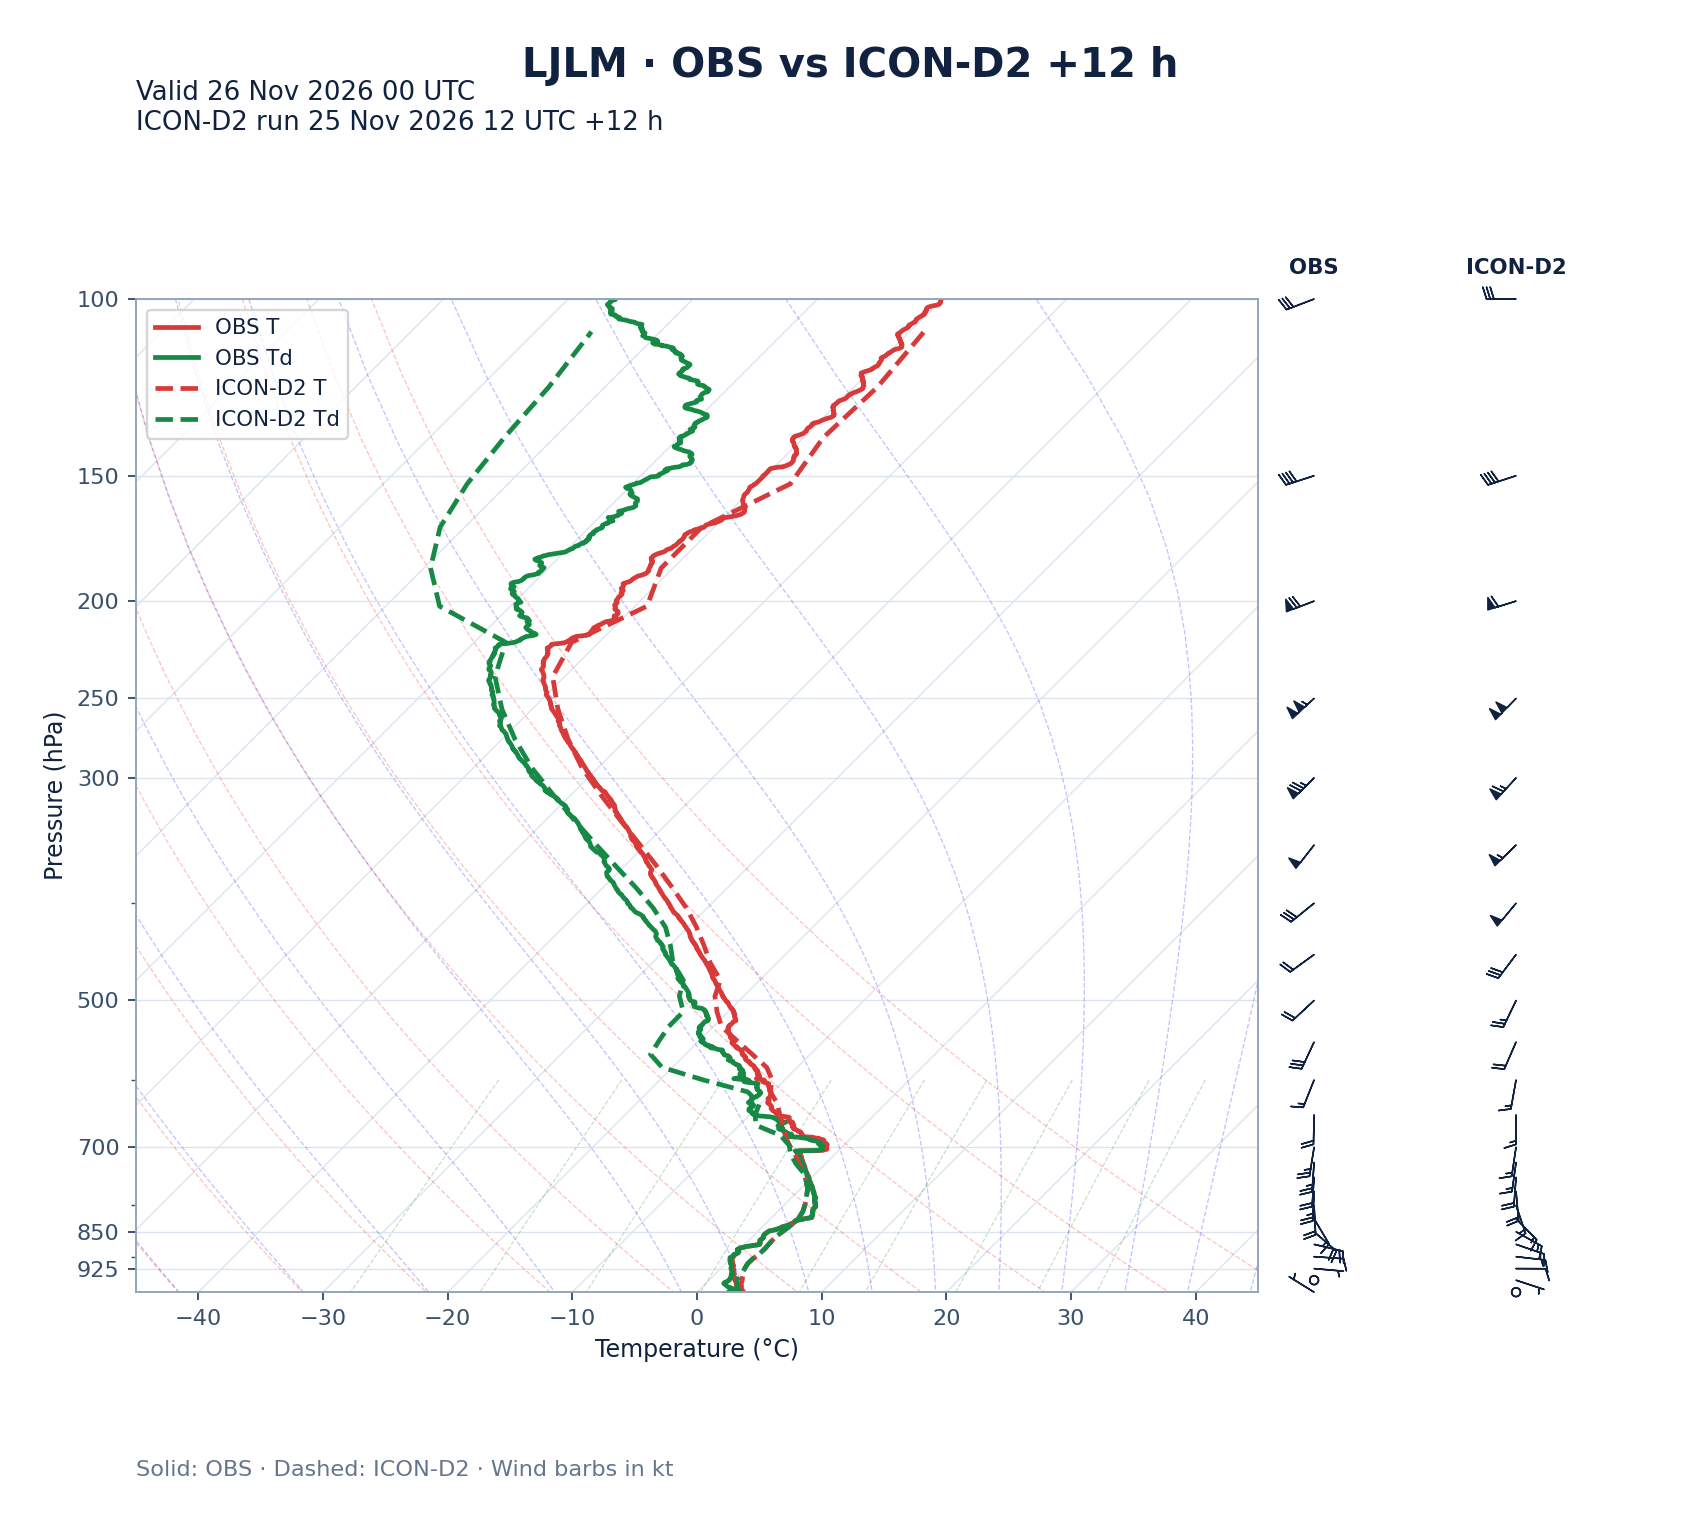 LJLM · OBS vs ICON-D2 +12 h
Valid 26 Nov 2026 00 UTC
ICON-D2 run 25 Nov 2026 12 UTC +12 h
OBS
ICON-D2
OBS T
OBS Td
ICON-D2 T
ICON-D2 Td
100
150
200
250
300
500
700
850
925
Pressure (hPa)
−40
−30
−20
−10
0
10
20
30
40
Temperature (°C)
Solid: OBS · Dashed: ICON-D2 · Wind barbs in kt